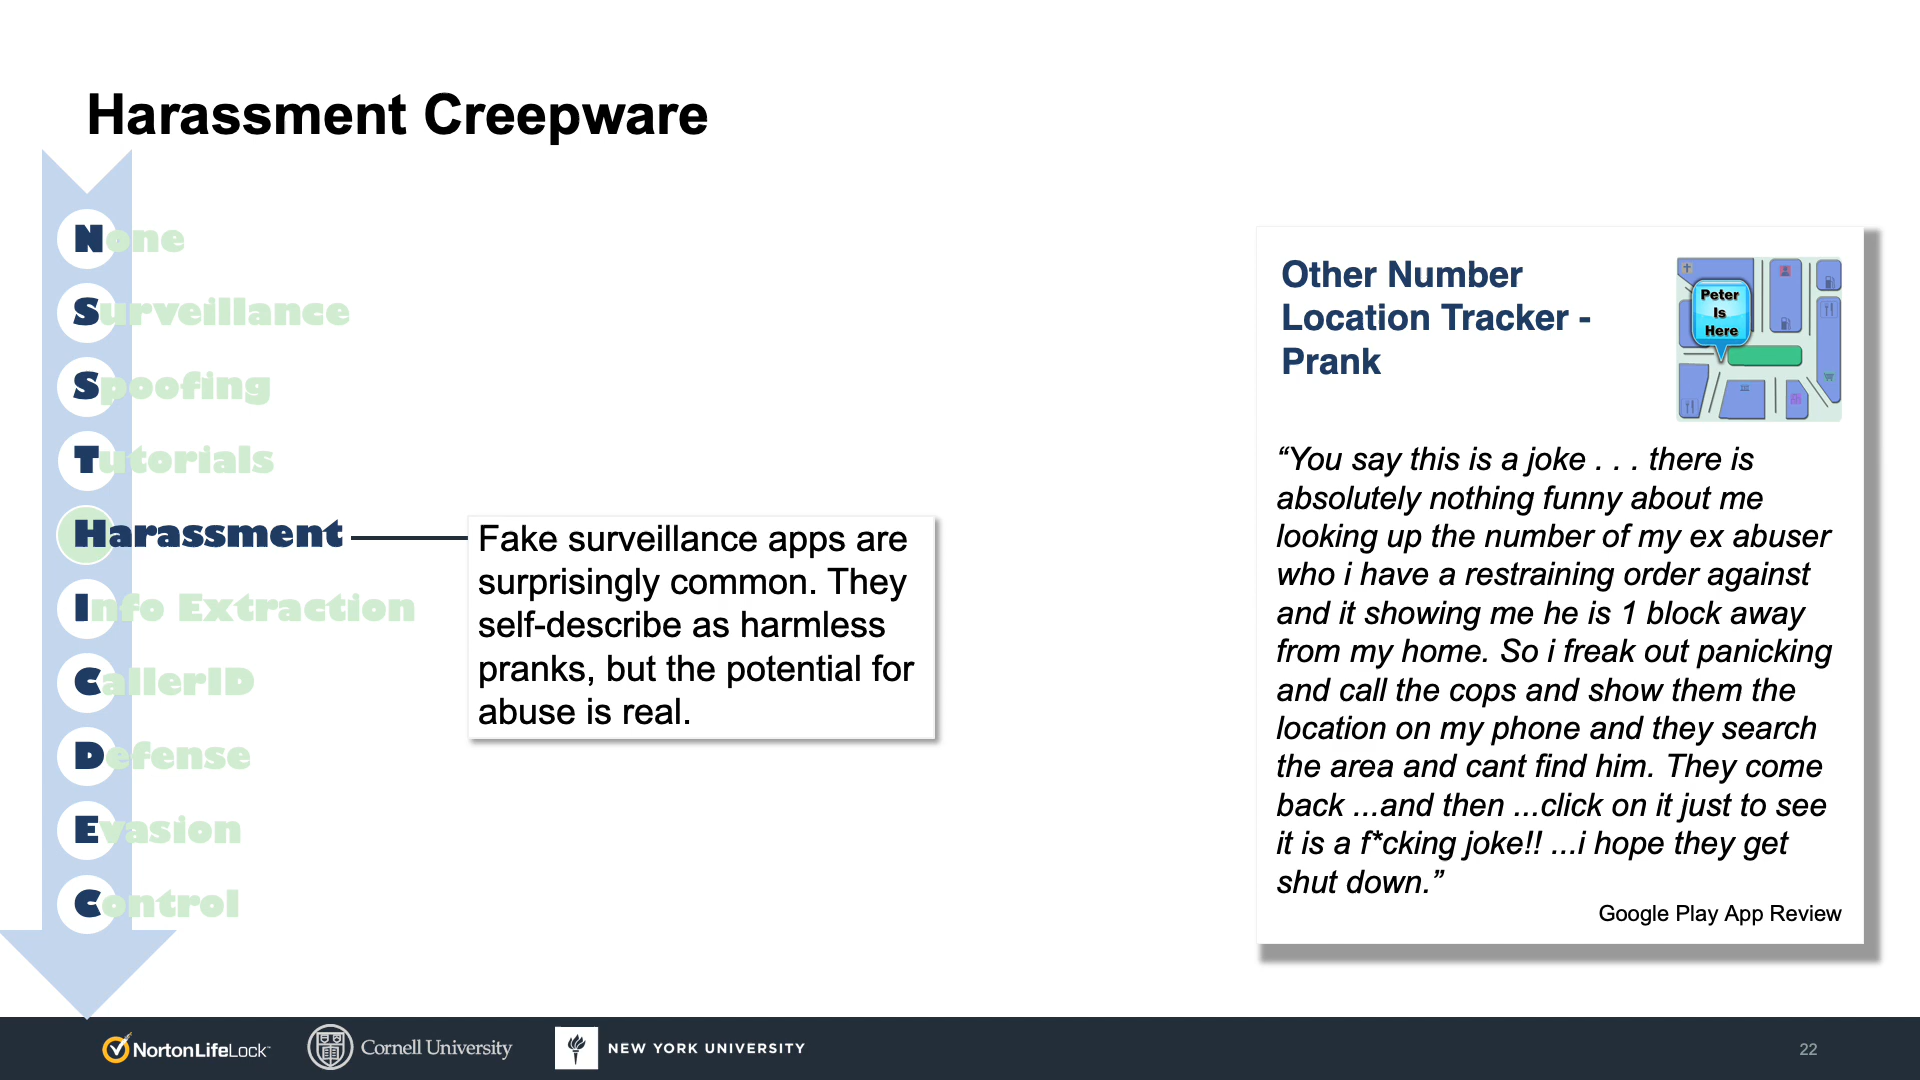 Harassment Creepware
None
Surveillance
Spoofing
Tutorials
Harassment
Info Extraction
CallerID
Defense
Evasion
Control
Fake surveillance apps are
surprisingly common. They
self-describe as harmless
pranks, but the potential for
abuse is real.
Other Number
Location Tracker -
Prank
Peter
Is
Here
“You say this is a joke . . . there is
absolutely nothing funny about me
looking up the number of my ex abuser
who i have a restraining order against
and it showing me he is 1 block away
from my home. So i freak out panicking
and call the cops and show them the
location on my phone and they search
the area and cant find him. They come
back ...and then ...click on it just to see
it is a f*cking joke!! ...i hope they get
shut down.”
Google Play App Review
NortonLifeLock
Cornell University
NEW YORK UNIVERSITY
22